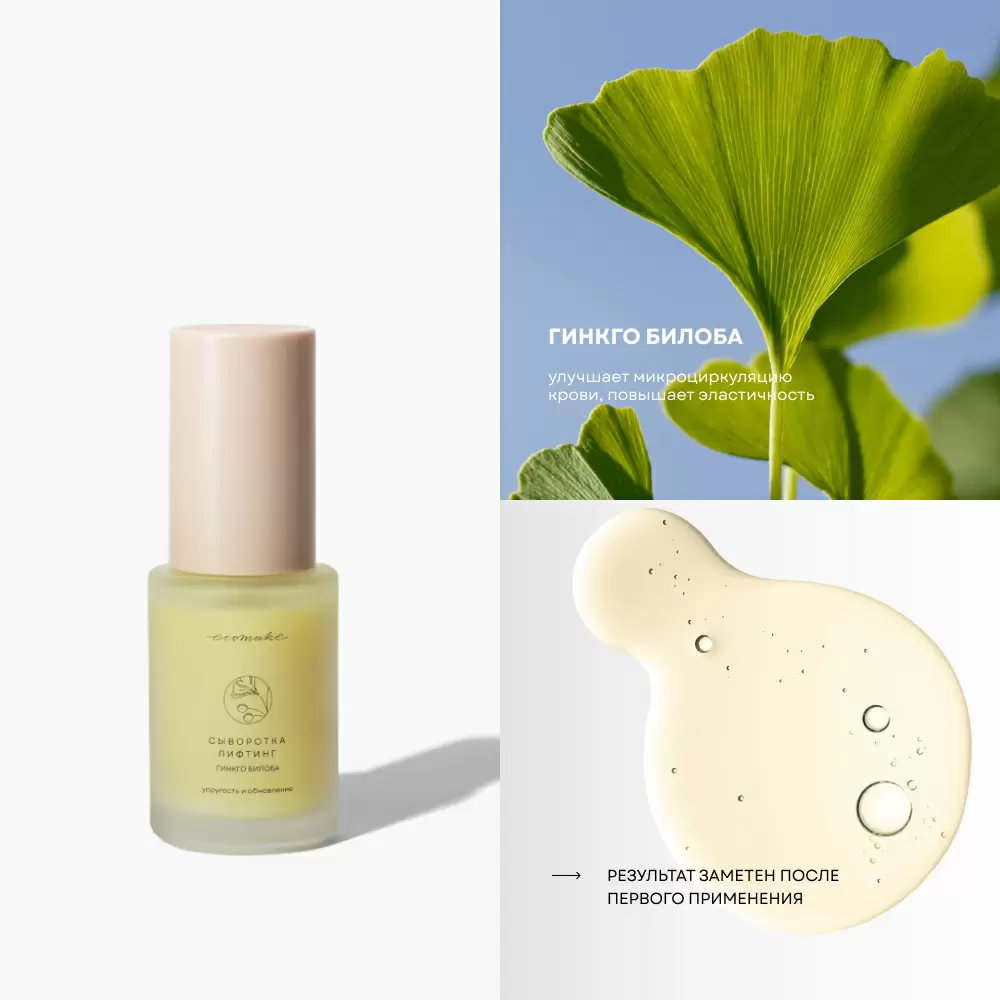 ecomake
СЫВОРОТКА
ЛИФТИНГ
ГИНКГО БИЛОБА
упругость и обновление
ГИНКГО БИЛОБА
улучшает микроциркуляцию
крови, повышает эластичность
РЕЗУЛЬТАТ ЗАМЕТЕН ПОСЛЕ
ПЕРВОГО ПРИМЕНЕНИЯ